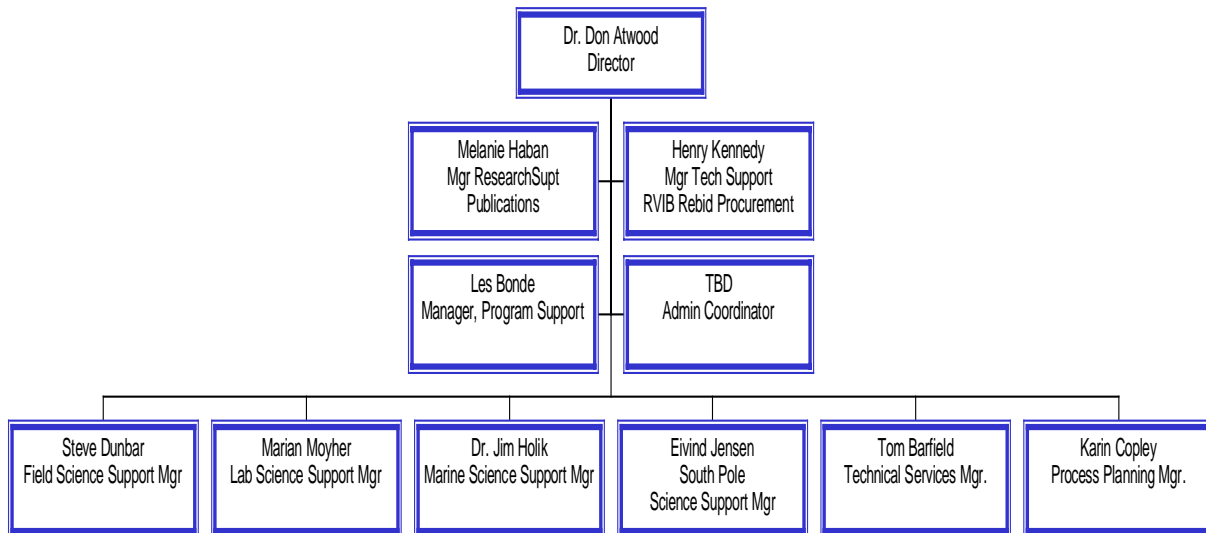 Dr. Don Atwood
Director
Melanie Haban
Mgr ResearchSupt
Publications
Henry Kennedy
Mgr Tech Support
RVIB Rebid Procurement
Les Bonde
Manager, Program Support
TBD
Admin Coordinator
Steve Dunbar
Field Science Support Mgr
Marian Moyher
Lab Science Support Mgr
Dr. Jim Holik
Marine Science Support Mgr
Eivind Jensen
South Pole
Science Support Mgr
Tom Barfield
Technical Services Mgr.
Karin Copley
Process Planning Mgr.